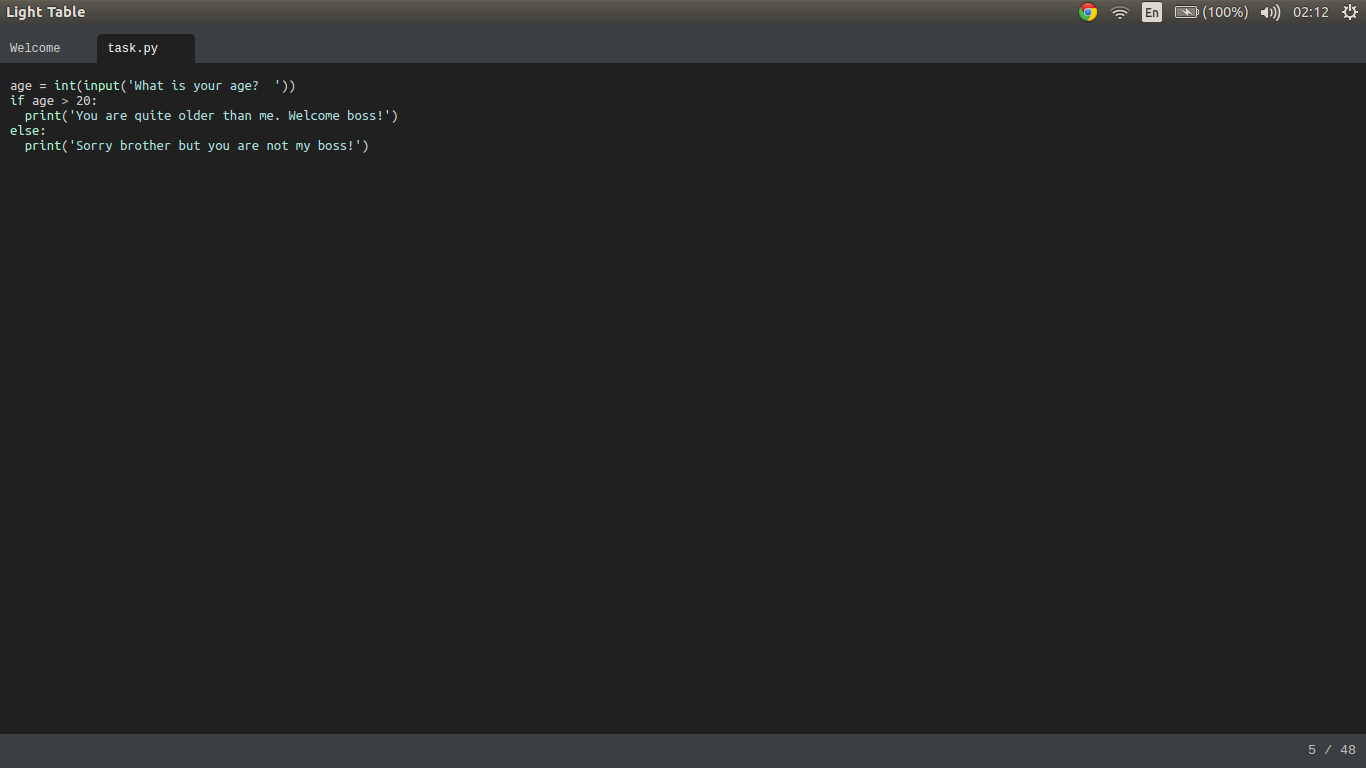 Light Table
En (100%) 02:12
Welcome task.py
age = int(input('What is your age?  '))
if age > 20:
  print('You are quite older than me. Welcome boss!')
else:
  print('Sorry brother but you are not my boss!')
5 / 48